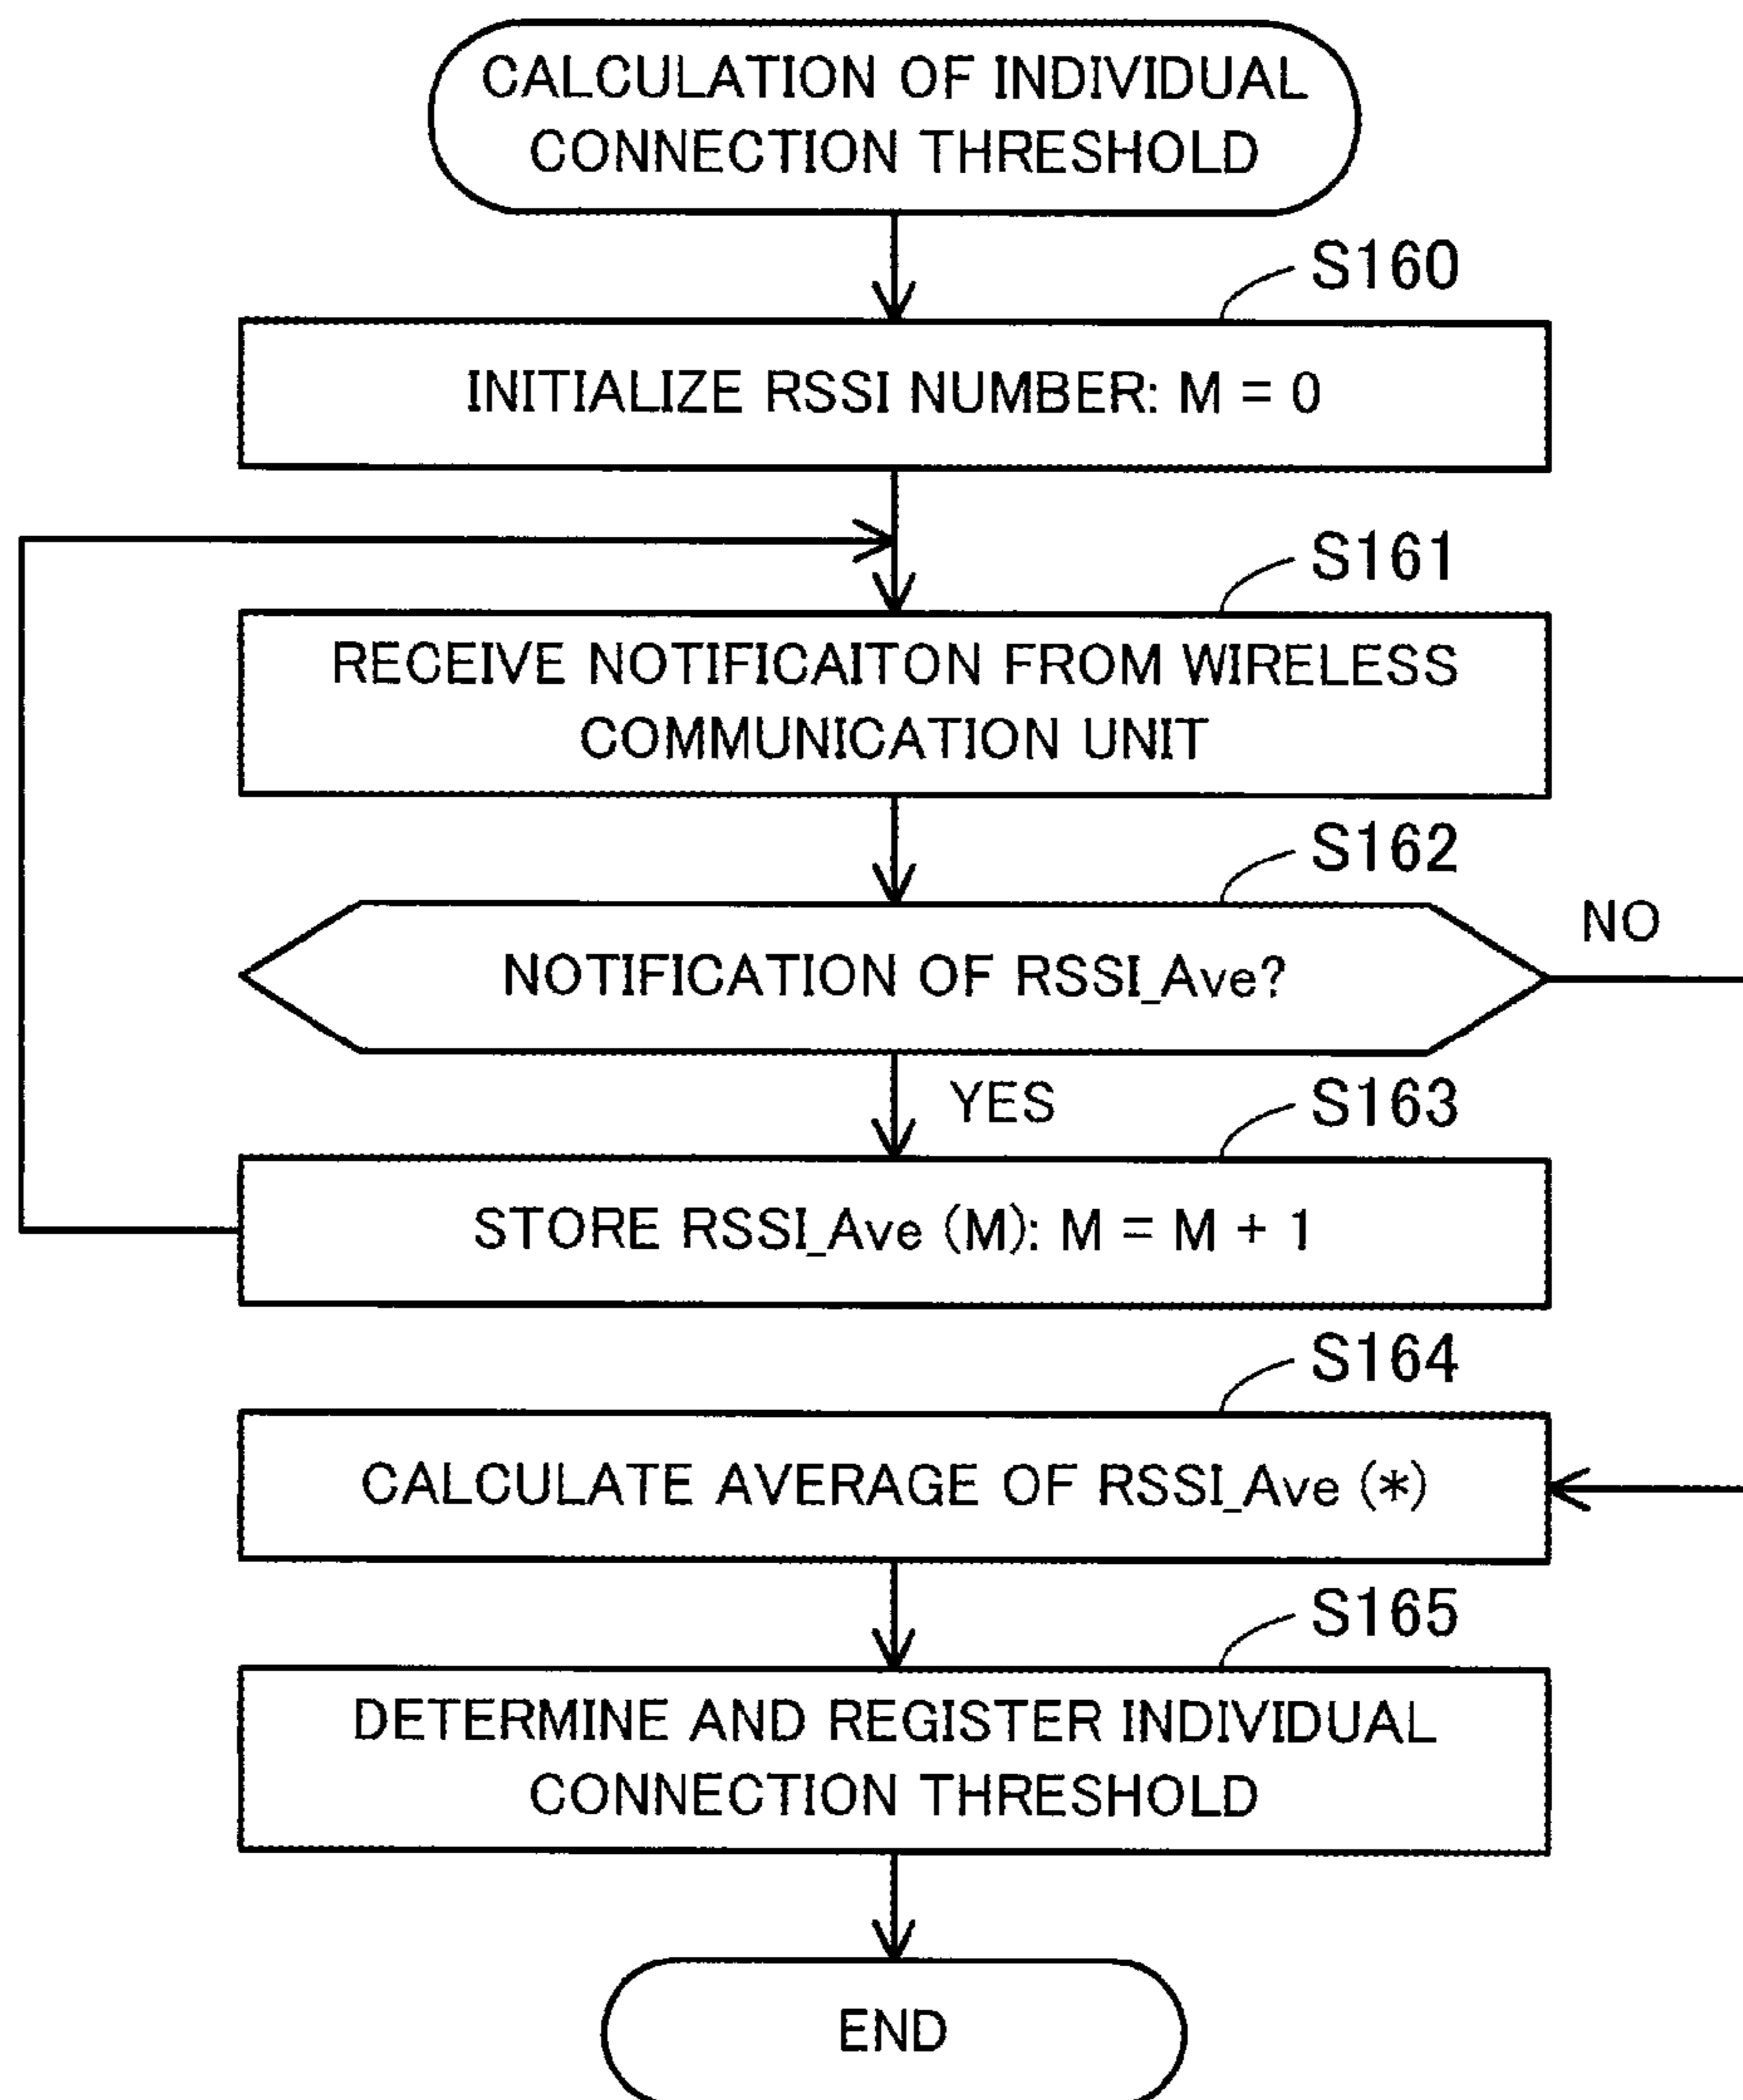 CALCULATION OF INDIVIDUAL
CONNECTION THRESHOLD
S160
INITIALIZE RSSI NUMBER: M = 0
S161
RECEIVE NOTIFICAITON FROM WIRELESS
COMMUNICATION UNIT
S162
NOTIFICATION OF RSSI_Ave?
NO
YES
S163
STORE RSSI_Ave (M): M = M + 1
S164
CALCULATE AVERAGE OF RSSI_Ave (*)
S165
DETERMINE AND REGISTER INDIVIDUAL
CONNECTION THRESHOLD
END